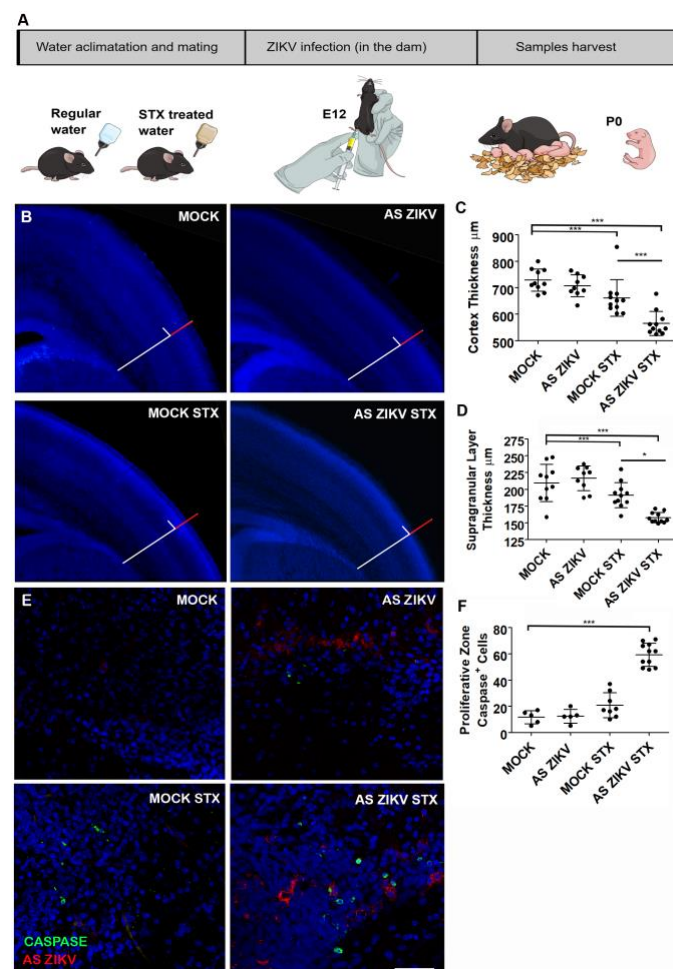 A
Water aclimatation and mating
ZIKV infection (in the dam)
Samples harvest
Regular
water
STX treated
water
E12
P0
B
MOCK
AS ZIKV
MOCK STX
AS ZIKV STX
C
***
***
***
Cortex Thickness µm
900
800
700
600
500
MOCK
AS ZIKV
MOCK STX
AS ZIKV STX
D
***
***
*
Supragranular Layer
Thickness µm
275
250
225
200
175
150
125
MOCK
AS ZIKV
MOCK STX
AS ZIKV STX
E
MOCK
AS ZIKV
MOCK STX
AS ZIKV STX
CASPASE
AS ZIKV
F
***
Proliferative Zone
Caspase+ Cells
80
60
40
20
0
MOCK
AS ZIKV
MOCK STX
AS ZIKV STX